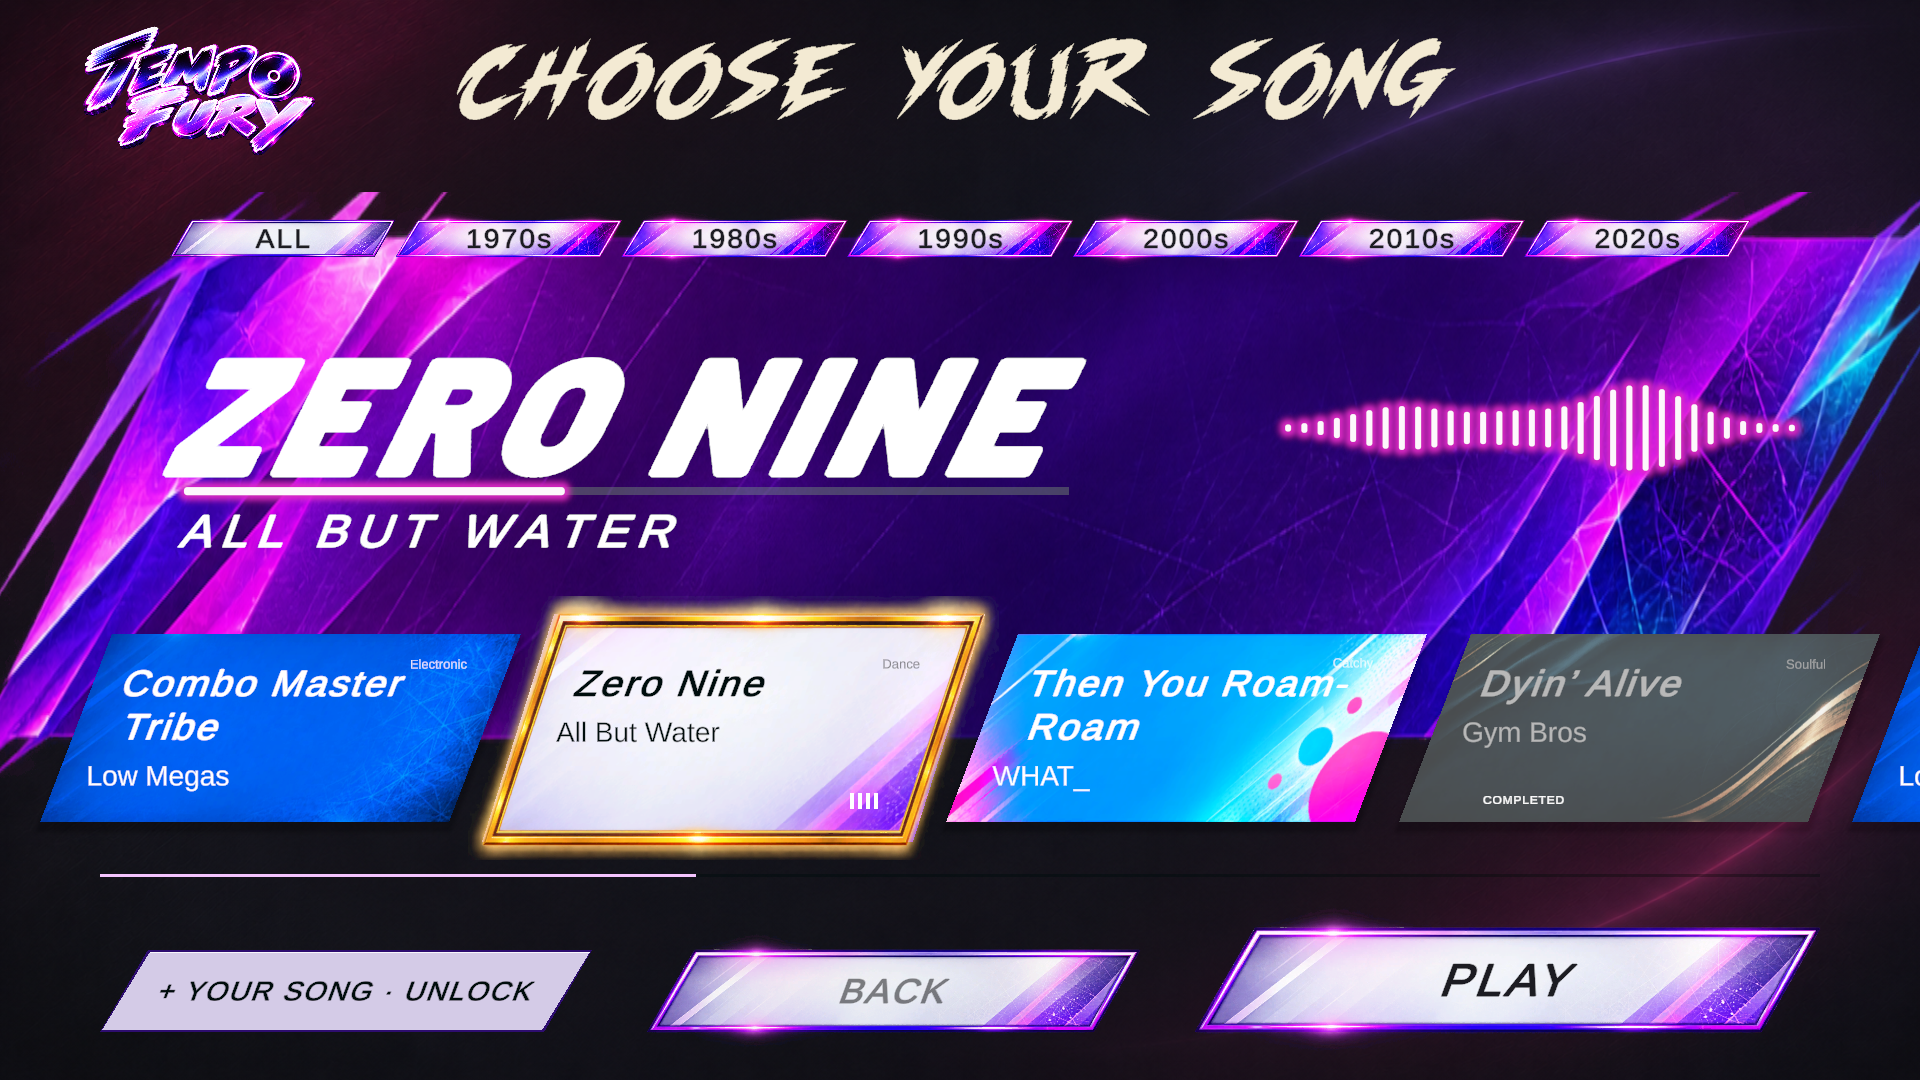 TEMPO
FURY
CHOOSE YOUR SONG
ALL
1970s
1980s
1990s
2000s
2010s
2020s
ZERO NINE
ALL BUT WATER
Combo Master
Tribe
Electronic
Low Megas
Zero Nine
Dance
All But Water
Then You Roam-
Roam
Catchy
WHAT_
Dyin’ Alive
Soulful
Gym Bros
COMPLETED
Lo
+ YOUR SONG · UNLOCK
BACK
PLAY